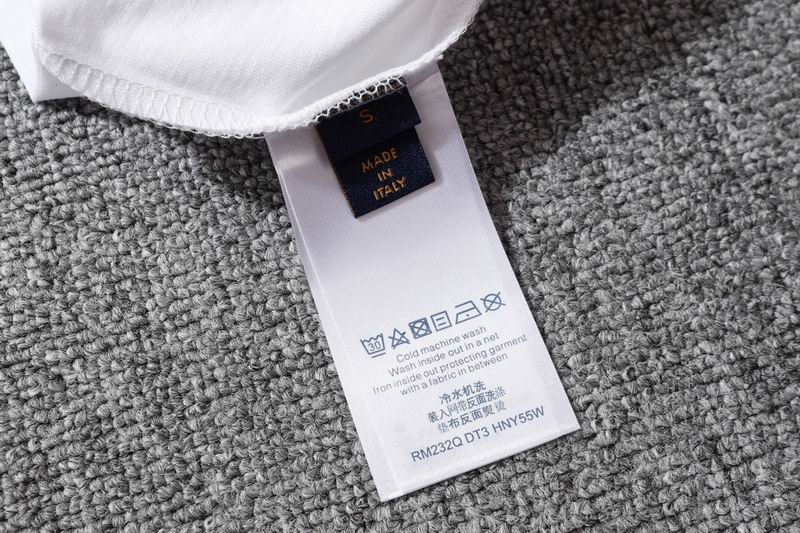 S
MADE
IN
ITALY
30
Cold machine wash
Wash inside out in a net
Iron inside out protecting garment
with a fabric in between
冷水机洗
装入网带反面洗涤
垫布反面熨烫
RM232Q DT3 HNY55W